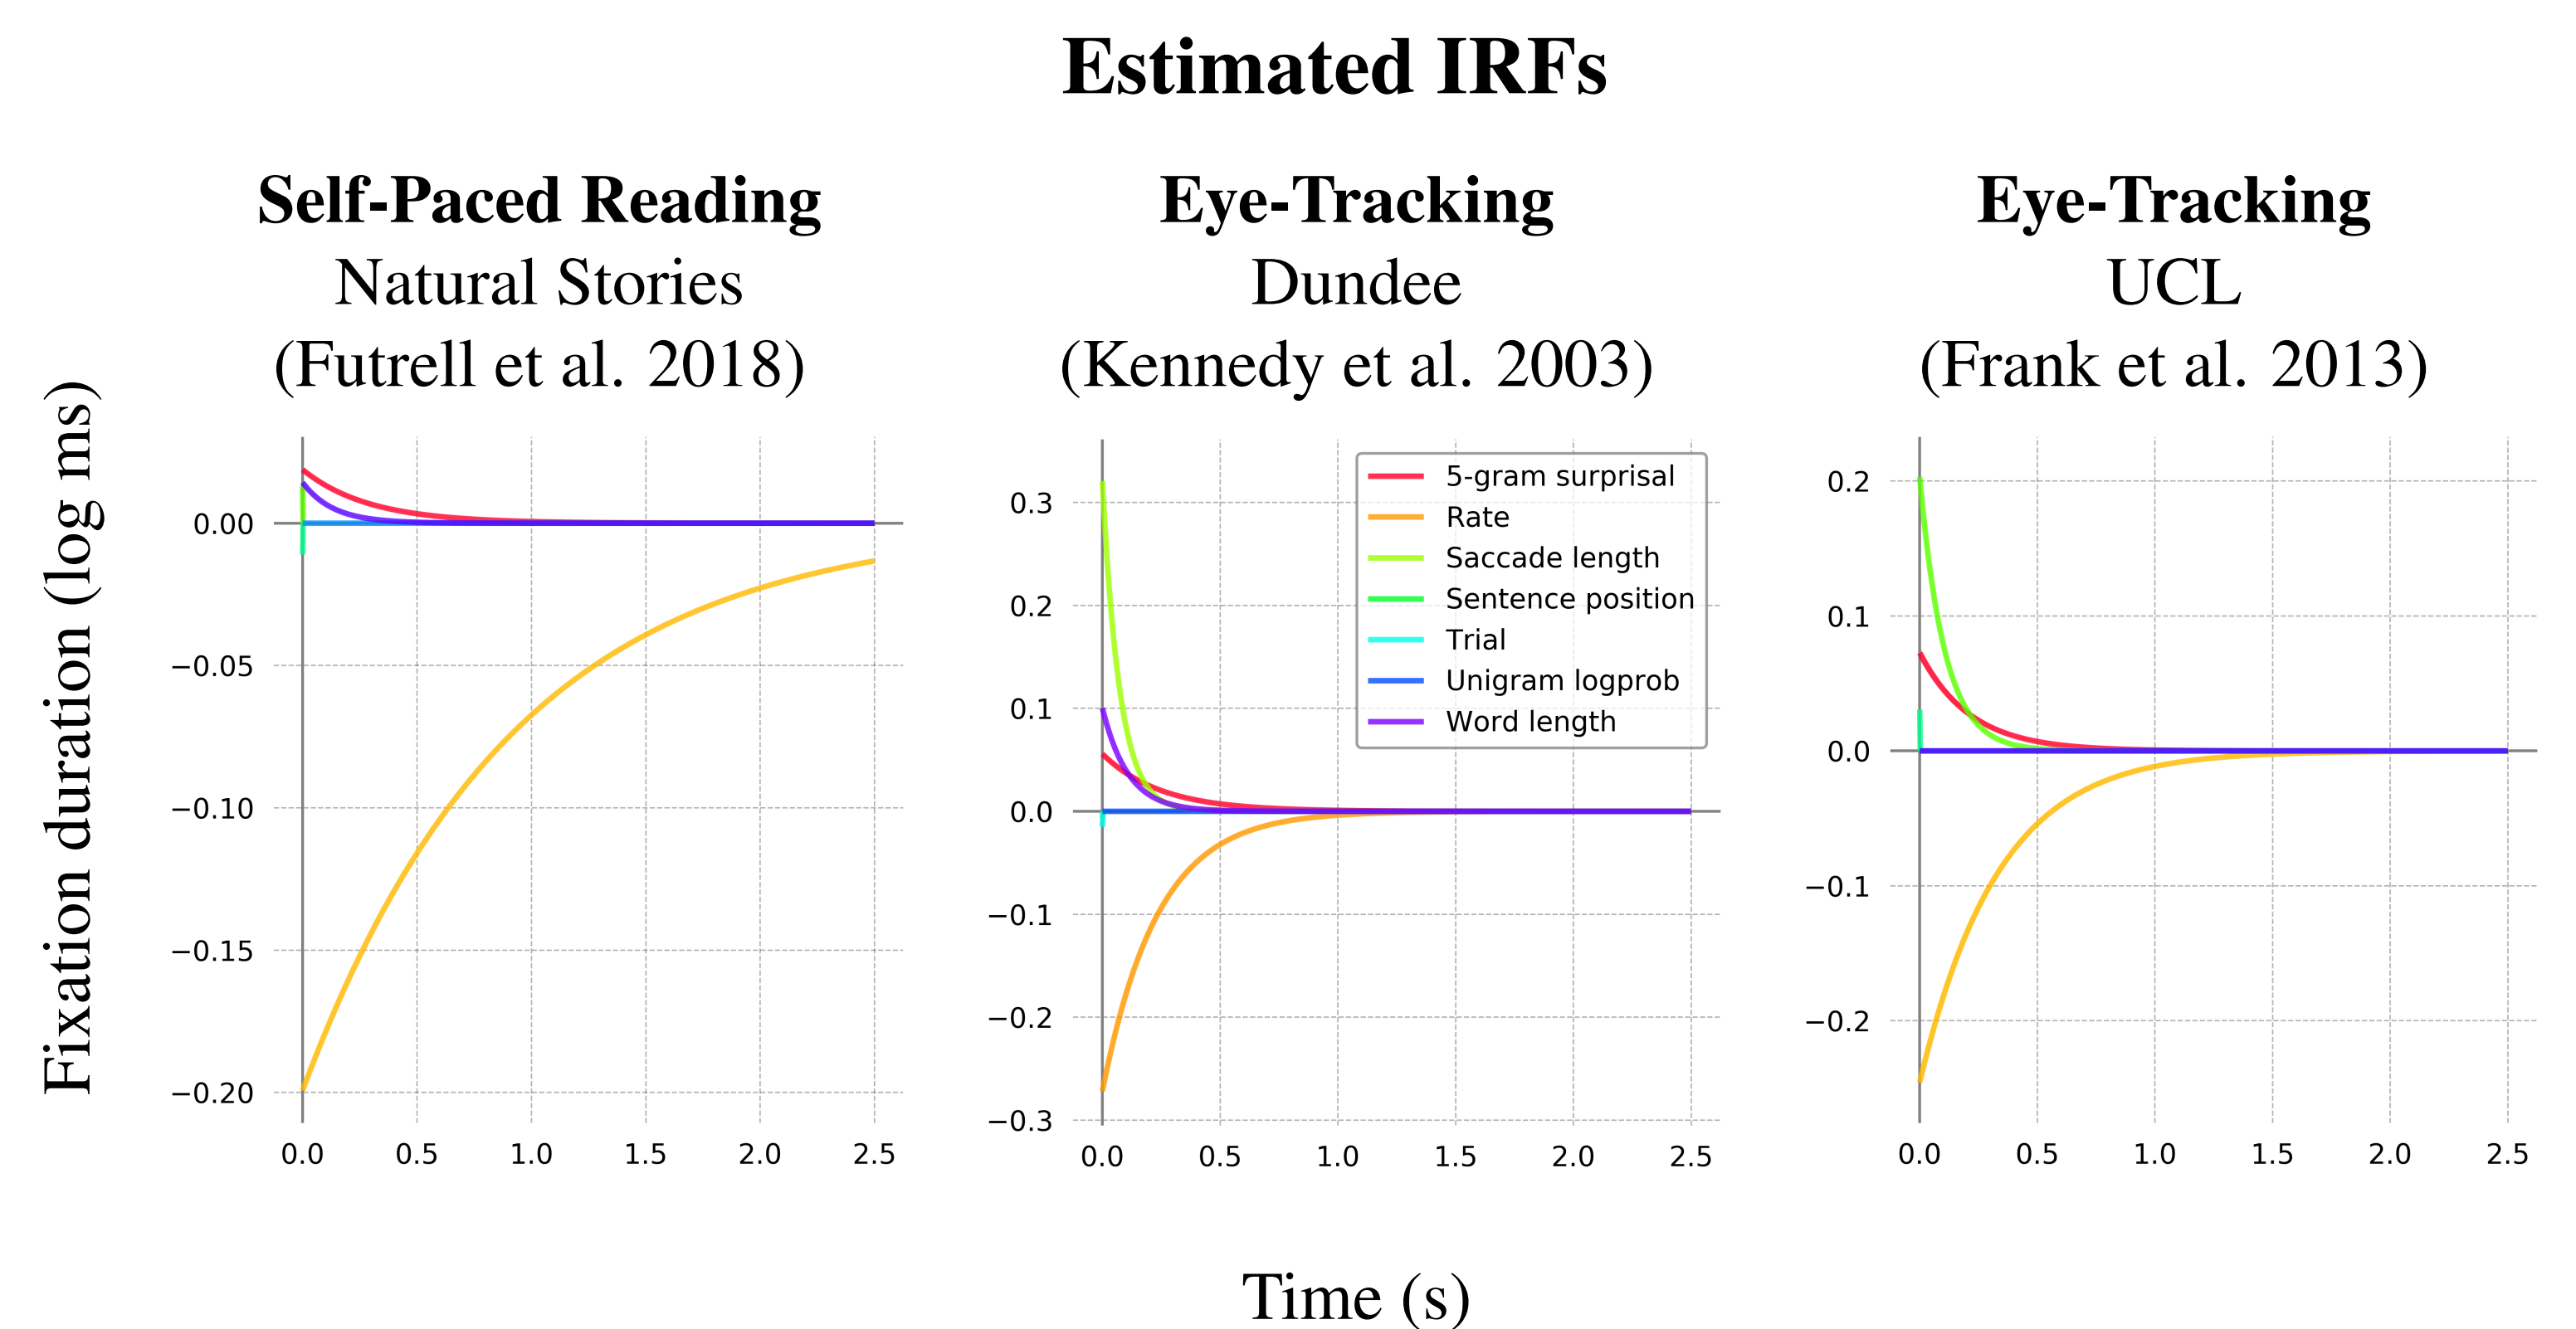 Estimated IRFs
Self-Paced Reading
Natural Stories
(Futrell et al. 2018)
Eye-Tracking
Dundee
(Kennedy et al. 2003)
Eye-Tracking
UCL
(Frank et al. 2013)
Fixation duration (log ms)
0.00
−0.05
−0.10
−0.15
−0.20
0.0 0.5 1.0 1.5 2.0 2.5
0.3
0.2
0.1
0.0
−0.1
−0.2
−0.3
0.0 0.5 1.0 1.5 2.0 2.5
5-gram surprisal
Rate
Saccade length
Sentence position
Trial
Unigram logprob
Word length
0.2
0.1
0.0
−0.1
−0.2
0.0 0.5 1.0 1.5 2.0 2.5
Time (s)